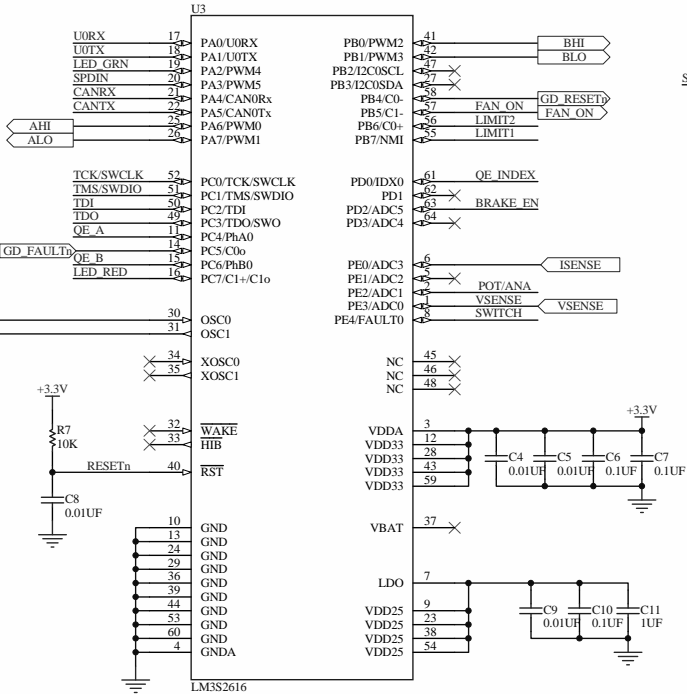 U3
U0RX 17 PA0/U0RX PB0/PWM2 41 BHI
U0TX 18 PA1/U0TX PB1/PWM3 42 BLO
LED_GRN 19 PA2/PWM4 PB2/I2C0SCL 47
SPDIN 20 PA3/PWM5 PB3/I2C0SDA 27
CANRX 21 PA4/CAN0Rx PB4/C0- 58 GD_RESETn
CANTX 22 PA5/CAN0Tx PB5/C1- 57 FAN_ON FAN_ON
AHI 25 PA6/PWM0 PB6/C0+ 56 LIMIT2
ALO 26 PA7/PWM1 PB7/NMI 55 LIMIT1
TCK/SWCLK 52 PC0/TCK/SWCLK PD0/IDX0 61 QE_INDEX
TMS/SWDIO 51 PC1/TMS/SWDIO PD1 62
TDI 50 PC2/TDI PD2/ADC5 63 BRAKE_EN
TDO 49 PC3/TDO/SWO PD3/ADC4 64
QE_A 11 PC4/PhA0
GD_FAULTn 14 PC5/C0o
QE_B 15 PC6/PhB0 PE0/ADC3 6 ISENSE
LED_RED 16 PC7/C1+/C1o PE1/ADC2 5
PE2/ADC1 2 POT/ANA
PE3/ADC0 1 VSENSE VSENSE
30 OSC0 PE4/FAULT0 8 SWITCH
31 OSC1
34 XOSC0 NC 45
35 XOSC1 NC 46
NC 48
+3.3V
+3.3V
R7
10K
32 WAKE VDDA 3
33 HIB VDD33 12
VDD33 28
RESETn 40 RST VDD33 43
VDD33 59
C4 0.01UF
C5 0.01UF
C6 0.1UF
C7 0.1UF
C8
0.01UF
10 GND VBAT 37
13 GND
24 GND
29 GND
36 GND LDO 7
39 GND
44 GND VDD25 9
53 GND VDD25 23
60 GND VDD25 38
4 GNDA VDD25 54
C9 0.01UF
C10 0.1UF
C11 1UF
LM3S2616